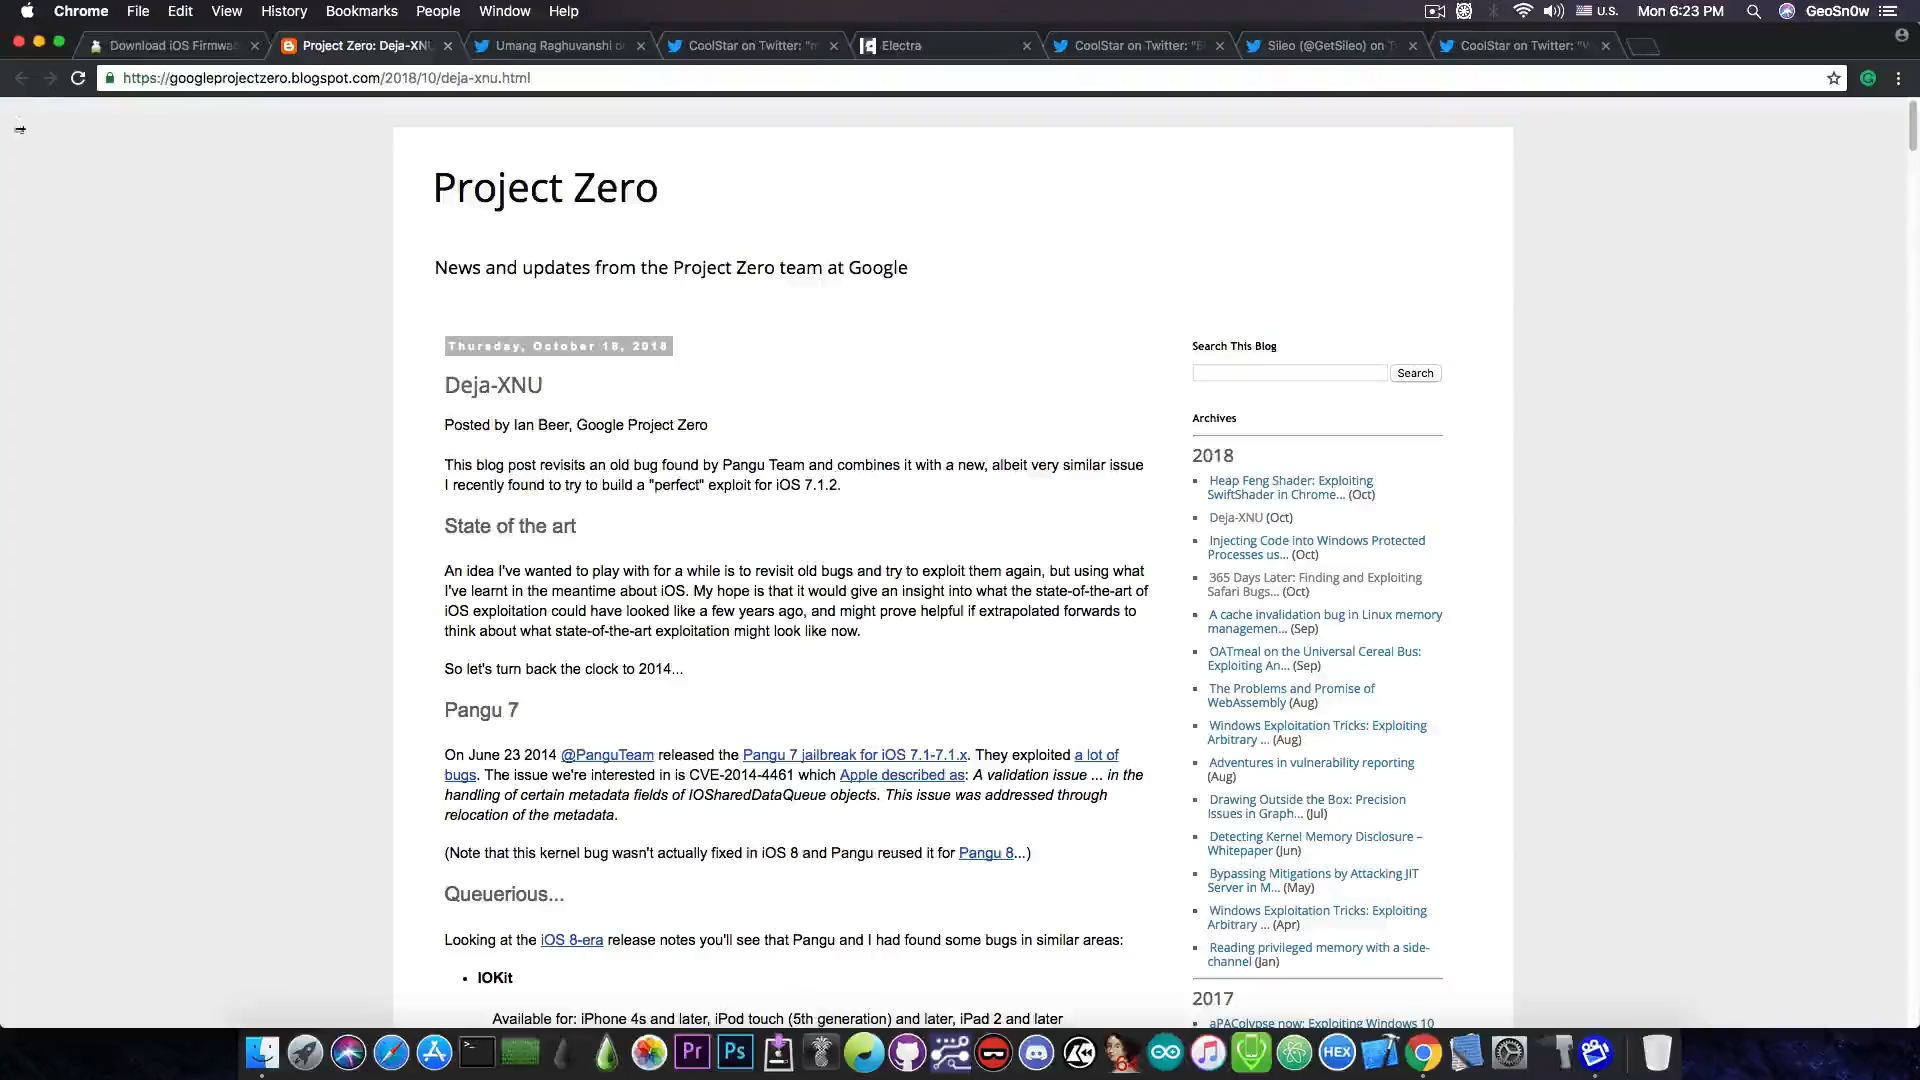 Chrome File Edit View History Bookmarks People Window Help
U.S. Mon 6:23 PM GeoSn0w
Download iOS Firmwa
Project Zero: Deja-XN
Umang Raghuvanshi o
CoolStar on Twitter: "
Electra
CoolStar on Twitter: "
Sileo (@GetSileo) on
CoolStar on Twitter: "
https://googleprojectzero.blogspot.com/2018/10/deja-xnu.html
Project Zero
News and updates from the Project Zero team at Google
Thursday, October 18, 2018
Deja-XNU
Posted by Ian Beer, Google Project Zero
This blog post revisits an old bug found by Pangu Team and combines it with a new, albeit very similar issue
I recently found to try to build a "perfect" exploit for iOS 7.1.2.
State of the art
An idea I've wanted to play with for a while is to revisit old bugs and try to exploit them again, but using what
I've learnt in the meantime about iOS. My hope is that it would give an insight into what the state-of-the-art of
iOS exploitation could have looked like a few years ago, and might prove helpful if extrapolated forwards to
think about what state-of-the-art exploitation might look like now.
So let's turn back the clock to 2014...
Pangu 7
On June 23 2014 @PanguTeam released the Pangu 7 jailbreak for iOS 7.1-7.1.x. They exploited a lot of
bugs. The issue we're interested in is CVE-2014-4461 which Apple described as: A validation issue ... in the
handling of certain metadata fields of IOSharedDataQueue objects. This issue was addressed through
relocation of the metadata.
(Note that this kernel bug wasn't actually fixed in iOS 8 and Pangu reused it for Pangu 8...)
Queuerious...
Looking at the iOS 8-era release notes you'll see that Pangu and I had found some bugs in similar areas:
• IOKit
Available for: iPhone 4s and later, iPod touch (5th generation) and later, iPad 2 and later
Search This Blog
Search
Archives
2018
Heap Feng Shader: Exploiting
SwiftShader in Chrome... (Oct)
Deja-XNU (Oct)
Injecting Code into Windows Protected
Processes us... (Oct)
365 Days Later: Finding and Exploiting
Safari Bugs... (Oct)
A cache invalidation bug in Linux memory
managemen... (Sep)
OATmeal on the Universal Cereal Bus:
Exploiting An... (Sep)
The Problems and Promise of
WebAssembly (Aug)
Windows Exploitation Tricks: Exploiting
Arbitrary ... (Aug)
Adventures in vulnerability reporting
(Aug)
Drawing Outside the Box: Precision
Issues in Graph... (Jul)
Detecting Kernel Memory Disclosure –
Whitepaper (Jun)
Bypassing Mitigations by Attacking JIT
Server in M... (May)
Windows Exploitation Tricks: Exploiting
Arbitrary ... (Apr)
Reading privileged memory with a side-
channel (Jan)
2017
aPAColypse now: Exploiting Windows 10
Pr Ps HEX